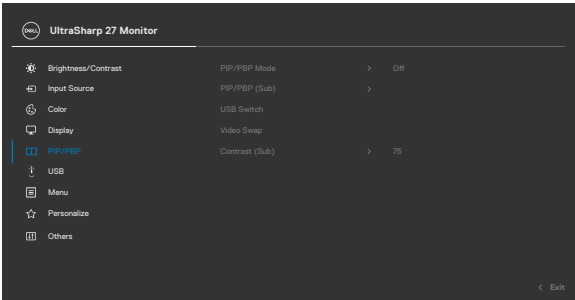 DELL UltraSharp 27 Monitor
Brightness/Contrast PIP/PBP Mode > Off
Input Source PIP/PBP (Sub) >
Color USB Switch
Display Video Swap
PIP/PBP Contrast (Sub) > 75
USB
Menu
Personalize
Others
< Exit